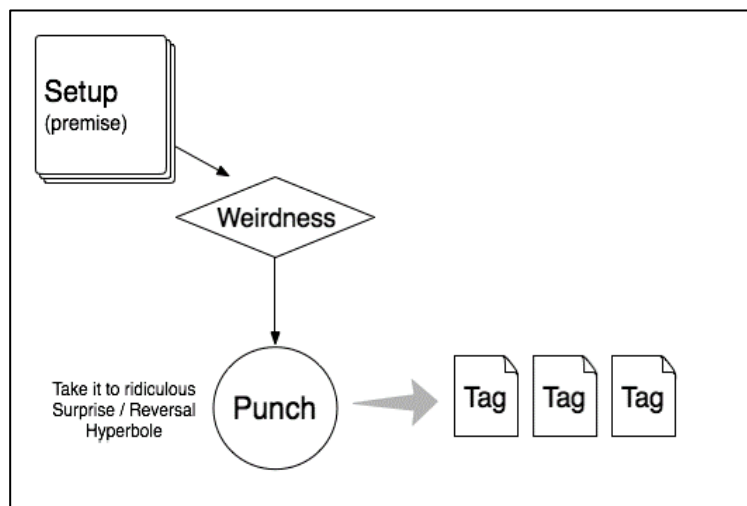 Setup
(premise)
Weirdness
Take it to ridiculous
Surprise / Reversal
Hyperbole
Punch
Tag
Tag
Tag